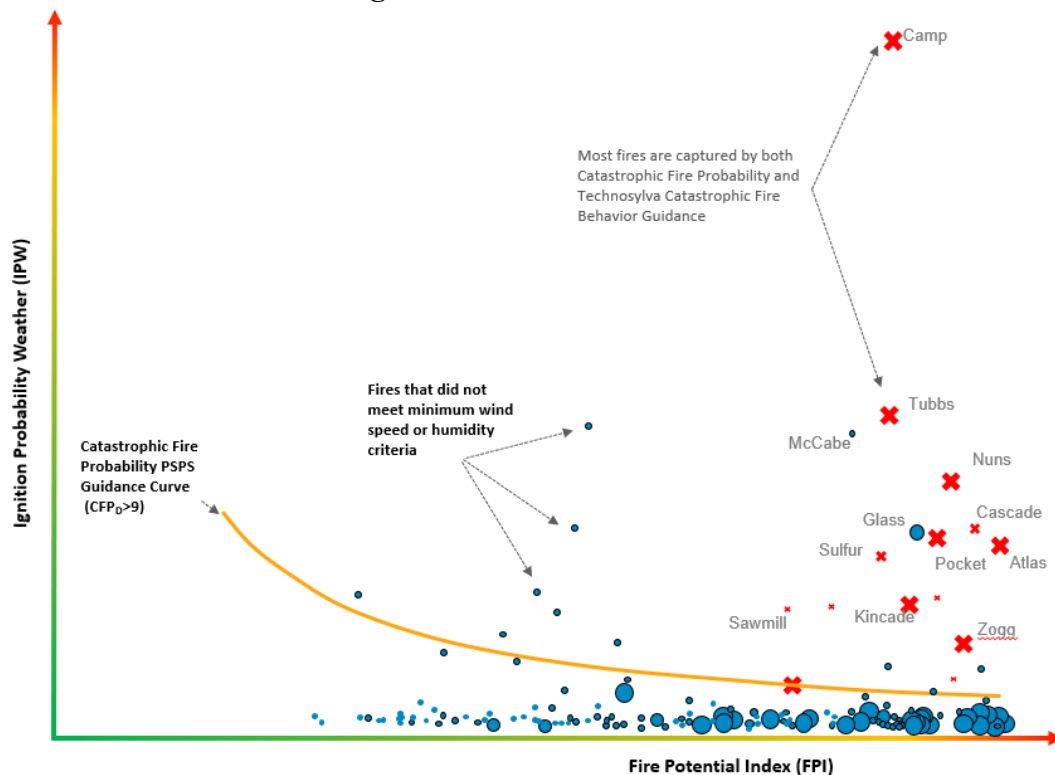 Camp
Most fires are captured by both
Catastrophic Fire Probability and
Technosylva Catastrophic Fire
Behavior Guidance
Ignition Probability Weather (IPW)
Fires that did not
meet minimum wind
speed or humidity
criteria
Tubbs
McCabe
Catastrophic Fire
Probability PSPS
Guidance Curve
(CFPD>9)
Nuns
Cascade
Glass
Sulfur
Pocket
Atlas
Kincade
Sawmill
Zogg
Fire Potential Index (FPI)